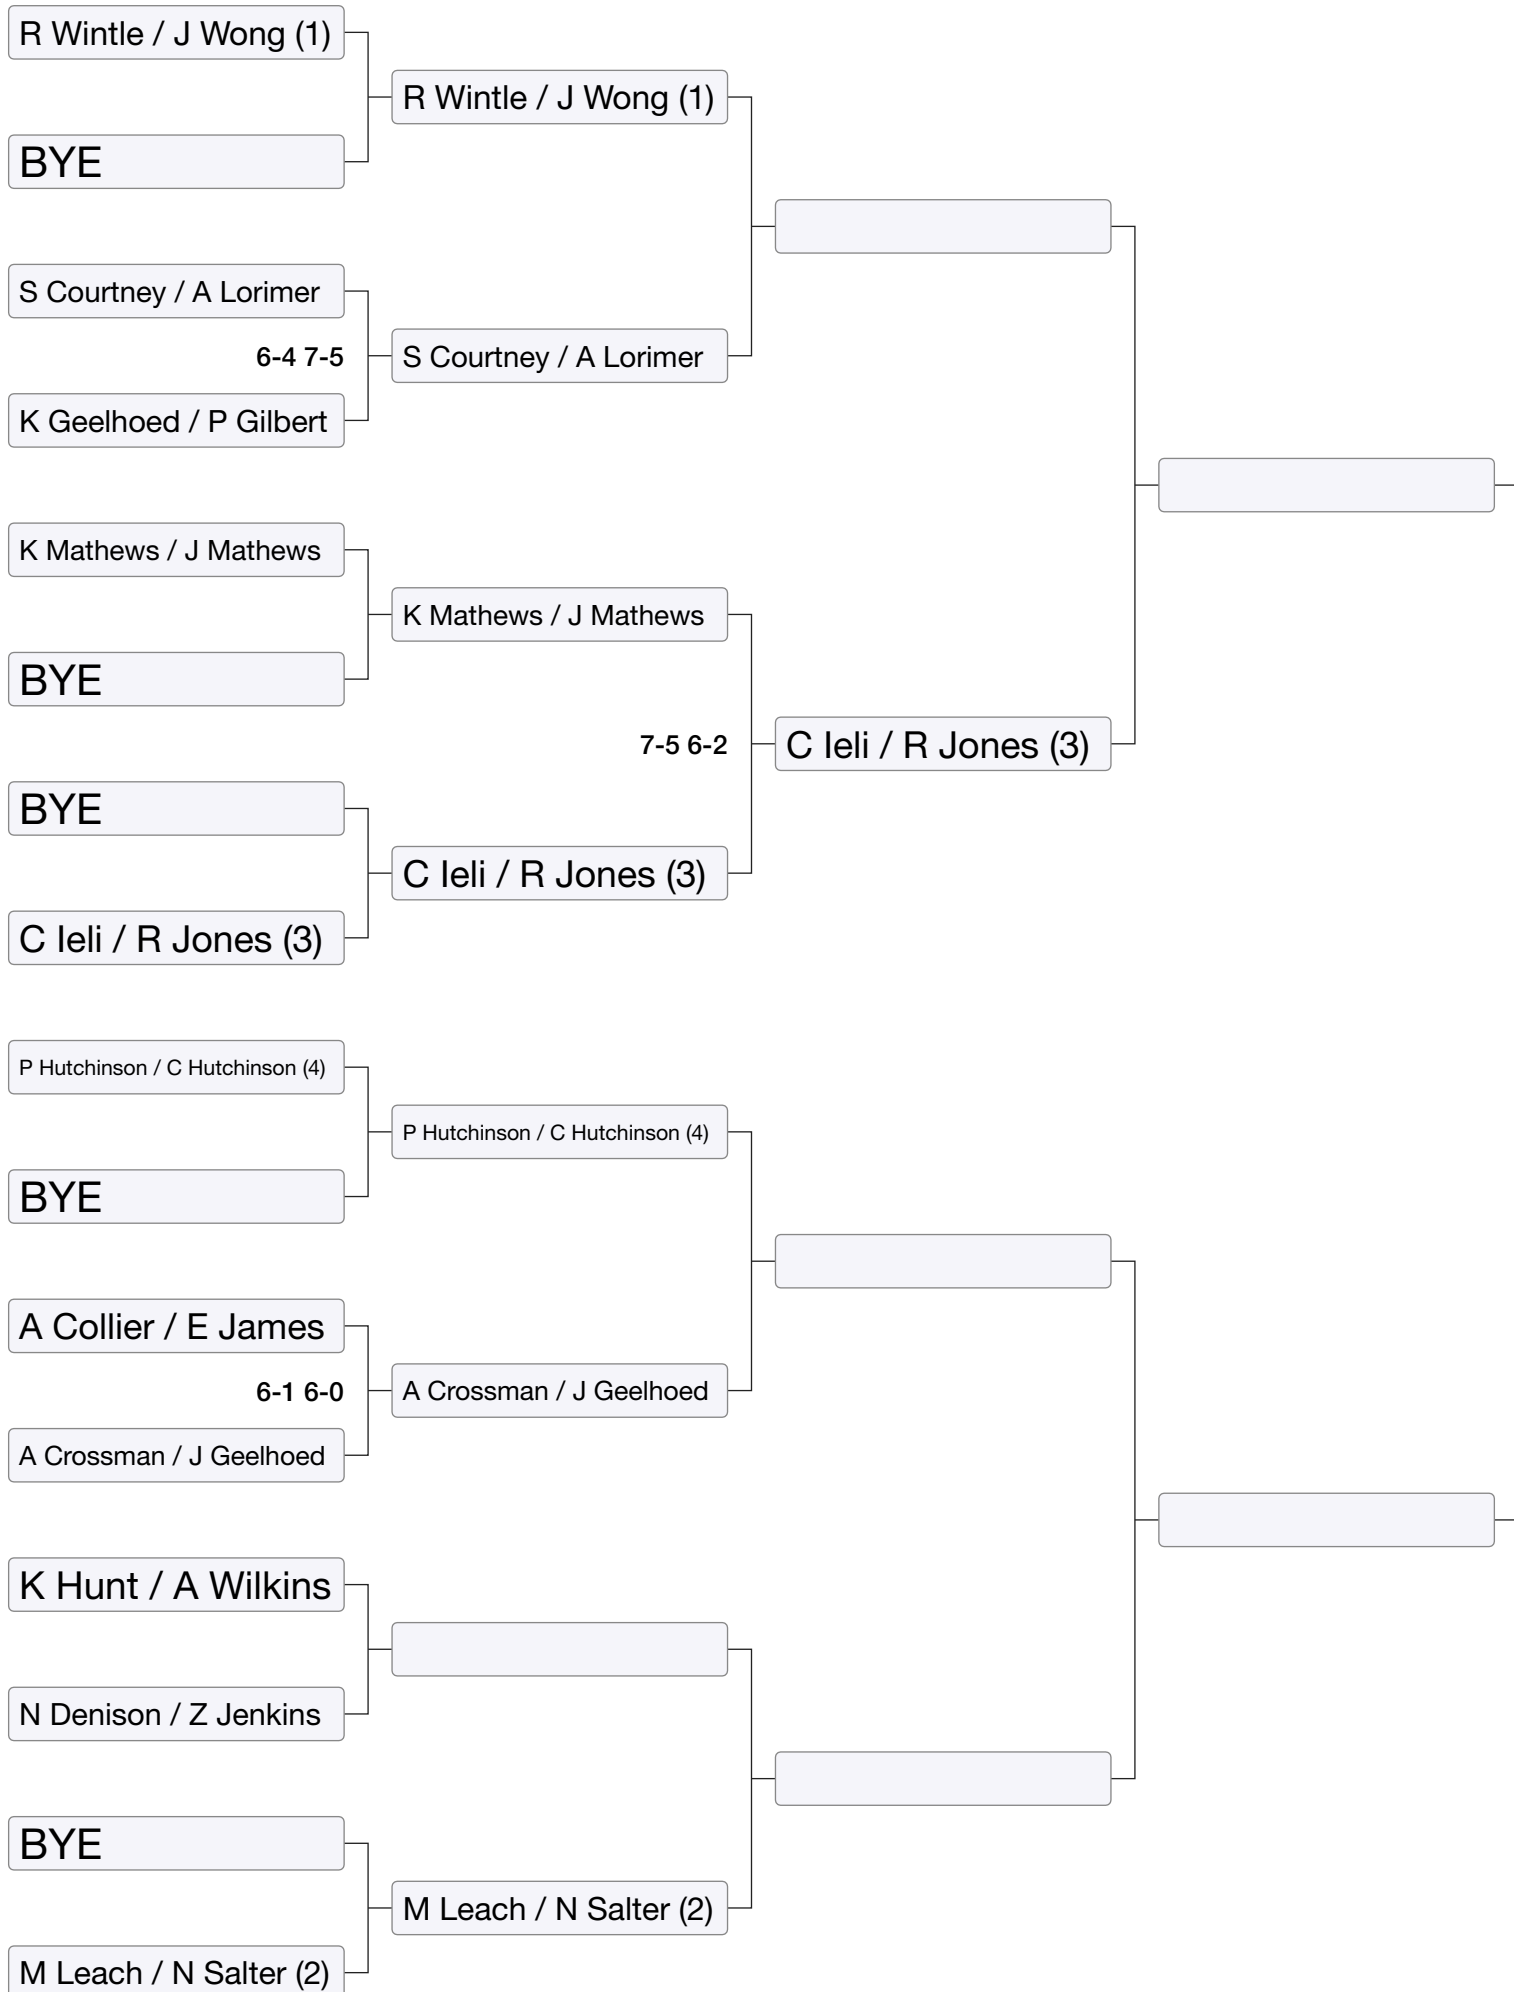 R Wintle / J Wong (1)
R Wintle / J Wong (1)
BYE
S Courtney / A Lorimer
6-4 7-5
S Courtney / A Lorimer
K Geelhoed / P Gilbert
K Mathews / J Mathews
K Mathews / J Mathews
BYE
7-5 6-2
C Ieli / R Jones (3)
BYE
C Ieli / R Jones (3)
C Ieli / R Jones (3)
P Hutchinson / C Hutchinson (4)
P Hutchinson / C Hutchinson (4)
BYE
A Collier / E James
6-1 6-0
A Crossman / J Geelhoed
A Crossman / J Geelhoed
K Hunt / A Wilkins
N Denison / Z Jenkins
BYE
M Leach / N Salter (2)
M Leach / N Salter (2)